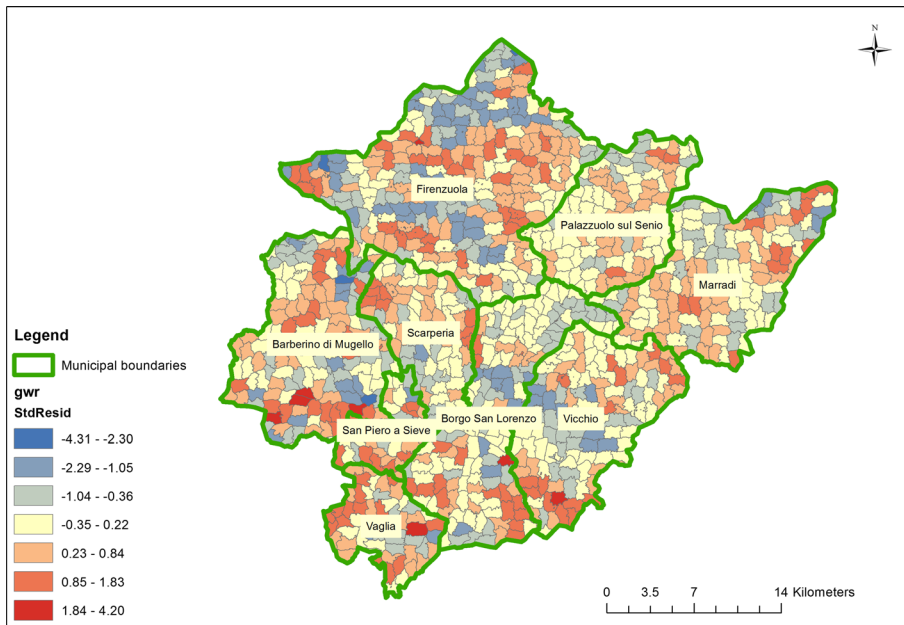 N
Firenzuola
Palazzuolo sul Senio
Marradi
Scarperia
Barberino di Mugello
Borgo San Lorenzo
Vicchio
San Piero a Sieve
Vaglia
Legend
Municipal boundaries
gwr
StdResid
-4.31 - -2.30
-2.29 - -1.05
-1.04 - -0.36
-0.35 - 0.22
0.23 - 0.84
0.85 - 1.83
1.84 - 4.20
0 3.5 7 14 Kilometers